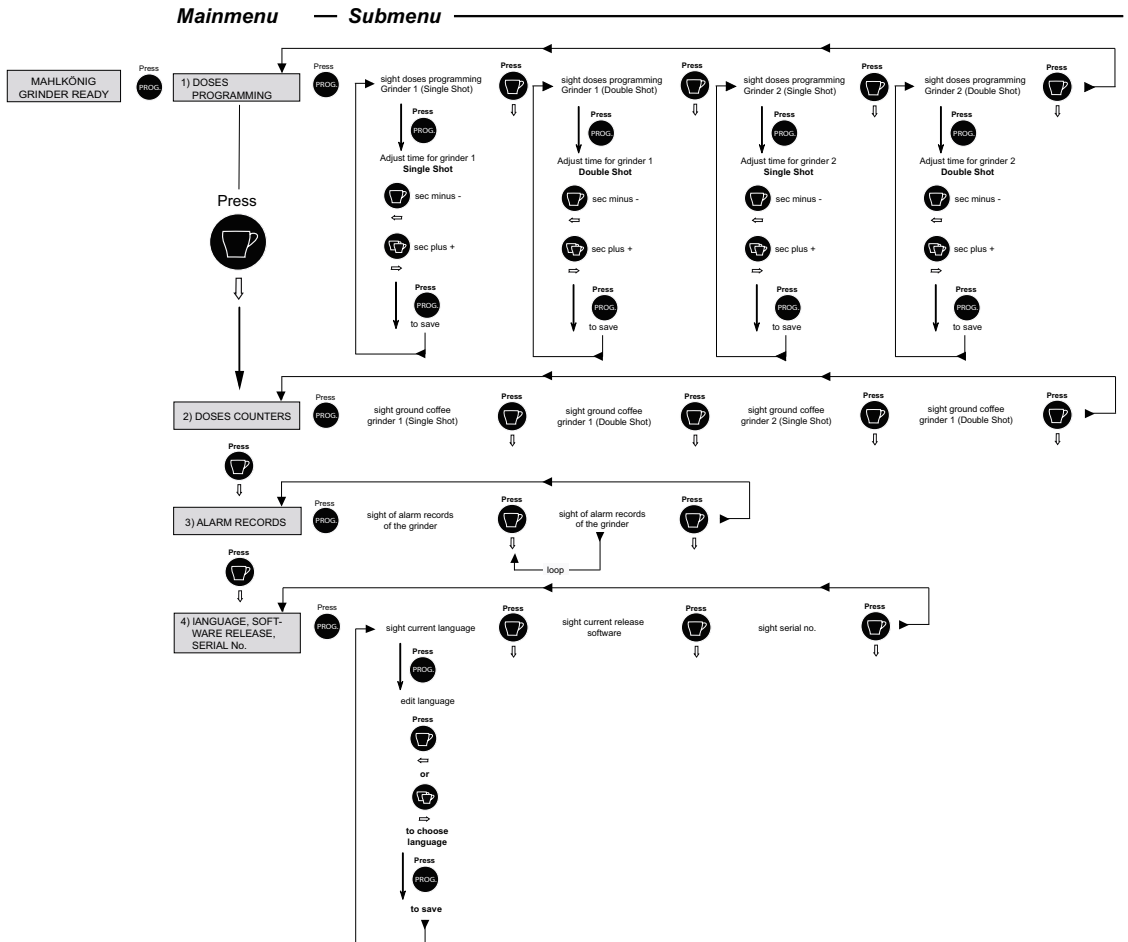 Mainmenu — Submenu
MAHLKÖNIG
GRINDER READY
Press
PROG.
1) DOSES
PROGRAMMING
Press
PROG.
sight doses programming
Grinder 1 (Single Shot)
Press
sight doses programming
Grinder 1 (Double Shot)
Press
sight doses programming
Grinder 2 (Single Shot)
Press
sight doses programming
Grinder 2 (Double Shot)
Press
Press
PROG.
Adjust time for grinder 1
Single Shot
sec minus -
sec plus +
Press
PROG.
to save
Press
PROG.
Adjust time for grinder 1
Double Shot
sec minus -
sec plus +
Press
PROG.
to save
Press
PROG.
Adjust time for grinder 2
Single Shot
sec minus -
sec plus +
Press
PROG.
to save
Press
PROG.
Adjust time for grinder 2
Double Shot
sec minus -
sec plus +
Press
PROG.
to save
Press
2) DOSES COUNTERS
Press
PROG.
sight ground coffee
grinder 1 (Single Shot)
Press
sight ground coffee
grinder 1 (Double Shot)
Press
sight ground coffee
grinder 2 (Single Shot)
Press
sight ground coffee
grinder 1 (Double Shot)
Press
Press
3) ALARM RECORDS
Press
PROG.
sight of alarm records
of the grinder
Press
sight of alarm records
of the grinder
Press
loop
Press
4) lANGUAGE, SOFT-
WARE RELEASE,
SERIAL No.
Press
PROG.
sight current language
Press
sight current release
software
Press
sight serial no.
Press
Press
PROG.
edit language
Press
or
to choose
language
Press
PROG.
to save